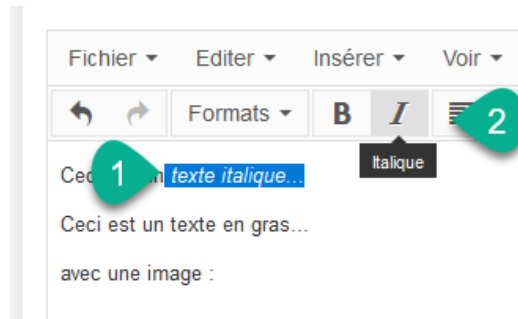 Fichier Editer Insérer Voir
Formats B I 2
Italique
1 texte italique...
Ceci est un texte en gras...
avec une image :